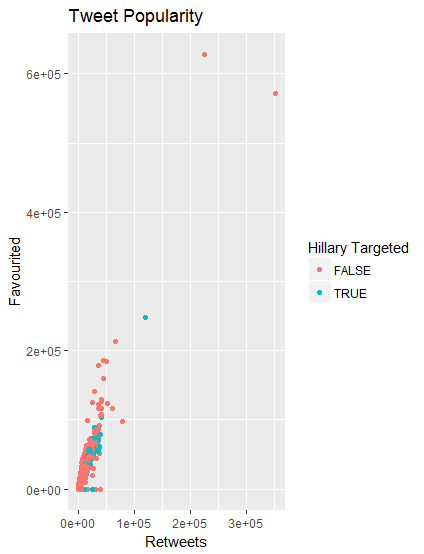 Tweet Popularity
6e+05
4e+05
2e+05
0e+00
Favourited
0e+00 1e+05 2e+05 3e+05
Retweets
Hillary Targeted
FALSE
TRUE